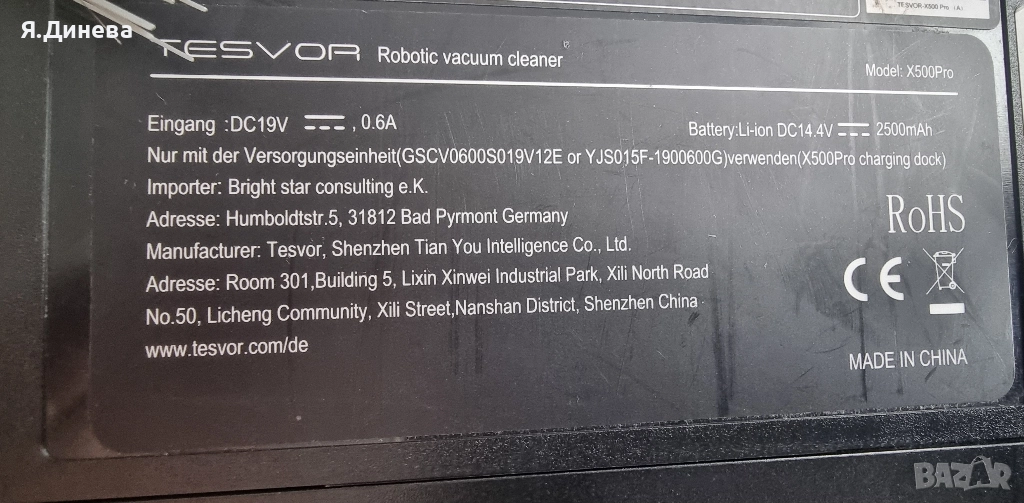 Я.Динева
TESVOR-X500 Pro (A)
TESVOR Robotic vacuum cleaner
Model: X500Pro
Eingang :DC19V , 0.6A
Battery:Li-ion DC14.4V 2500mAh
Nur mit der Versorgungseinheit(GSCV0600S019V12E or YJS015F-1900600G)verwenden(X500Pro charging dock)
Importer: Bright star consulting e.K.
Adresse: Humboldtstr.5, 31812 Bad Pyrmont Germany
RoHS
Manufacturer: Tesvor, Shenzhen Tian You Intelligence Co., Ltd.
Adresse: Room 301,Building 5, Lixin Xinwei Industrial Park, Xili North Road
CE
No.50, Licheng Community, Xili Street,Nanshan District, Shenzhen China
www.tesvor.com/de
MADE IN CHINA
BAZAR